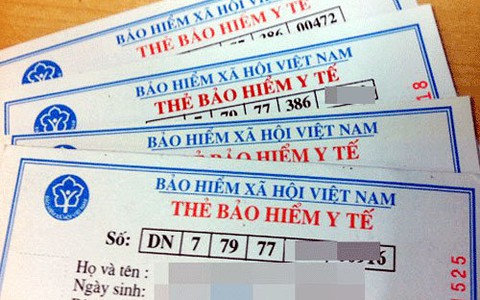 BẢO HIỂM XÃ HỘI VIỆT NAM
THẺ BẢO HIỂM Y TẾ
386 00472
BẢO HIỂM XÃ HỘI VIỆT NAM
THẺ BẢO HIỂM Y TẾ
7 79 77 386
18
BẢO HIỂM XÃ HỘI VIỆT NAM
THẺ BẢO HIỂM Y TẾ
BẢO HIỂM XÃ HỘI VIỆT NAM
THẺ BẢO HIỂM Y TẾ
Số: DN 7 79 77
Họ và tên :
Ngày sinh:
525